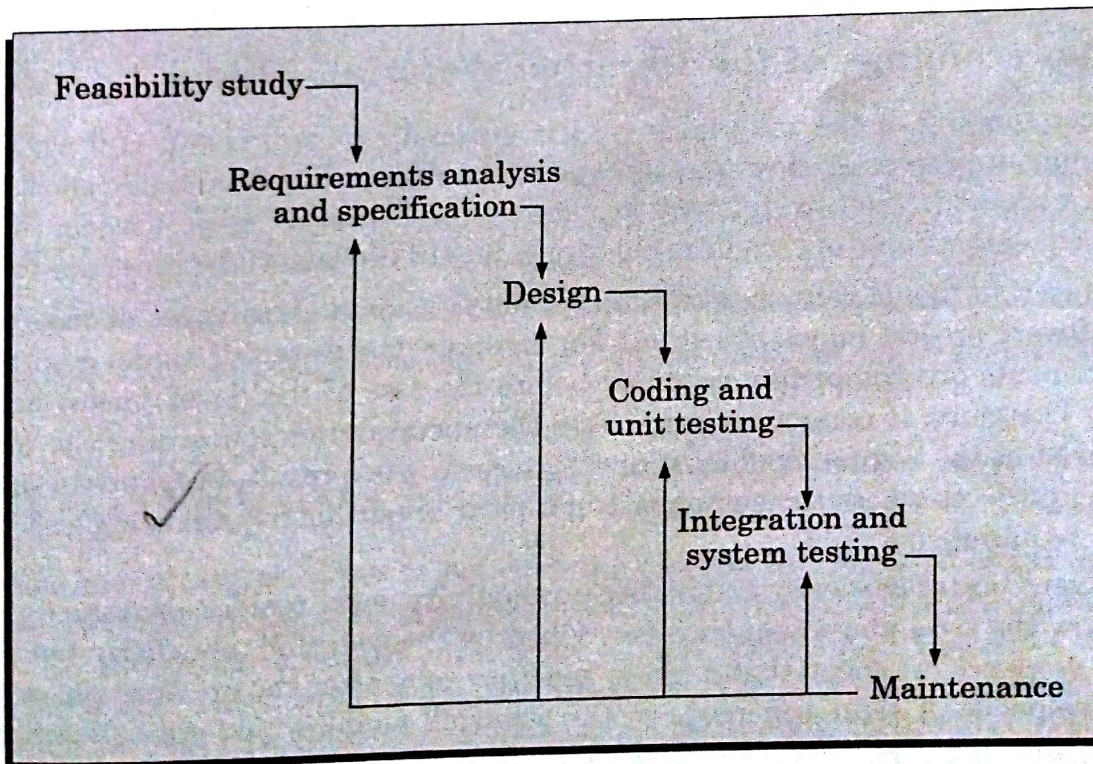 Feasibility study
Requirements analysis
and specification
Design
Coding and
unit testing
Integration and
system testing
Maintenance